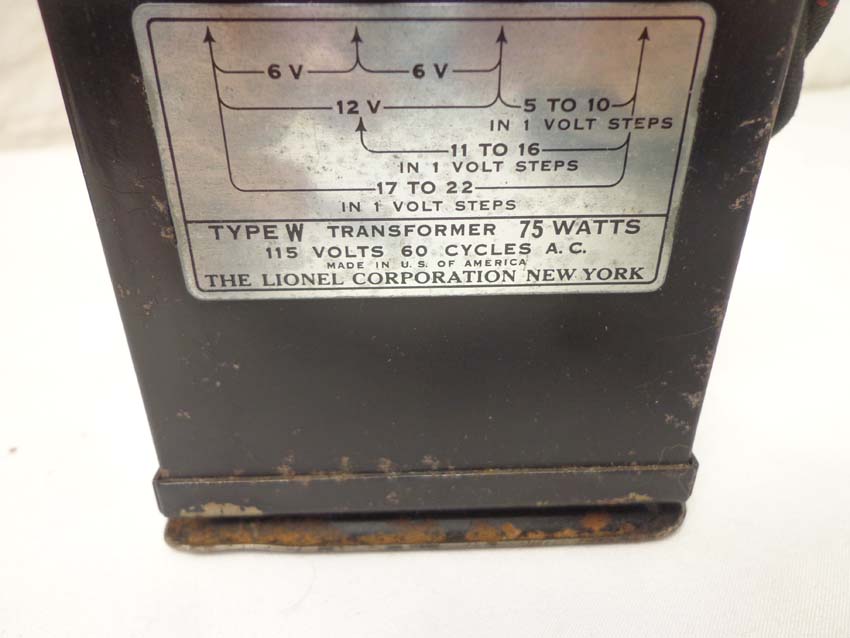 6 V 6 V
12 V 5 TO 10
IN 1 VOLT STEPS
11 TO 16
IN 1 VOLT STEPS
17 TO 22
IN 1 VOLT STEPS
TYPE W TRANSFORMER 75 WATTS
115 VOLTS 60 CYCLES A.C.
MADE IN U.S. OF AMERICA
THE LIONEL CORPORATION NEW YORK